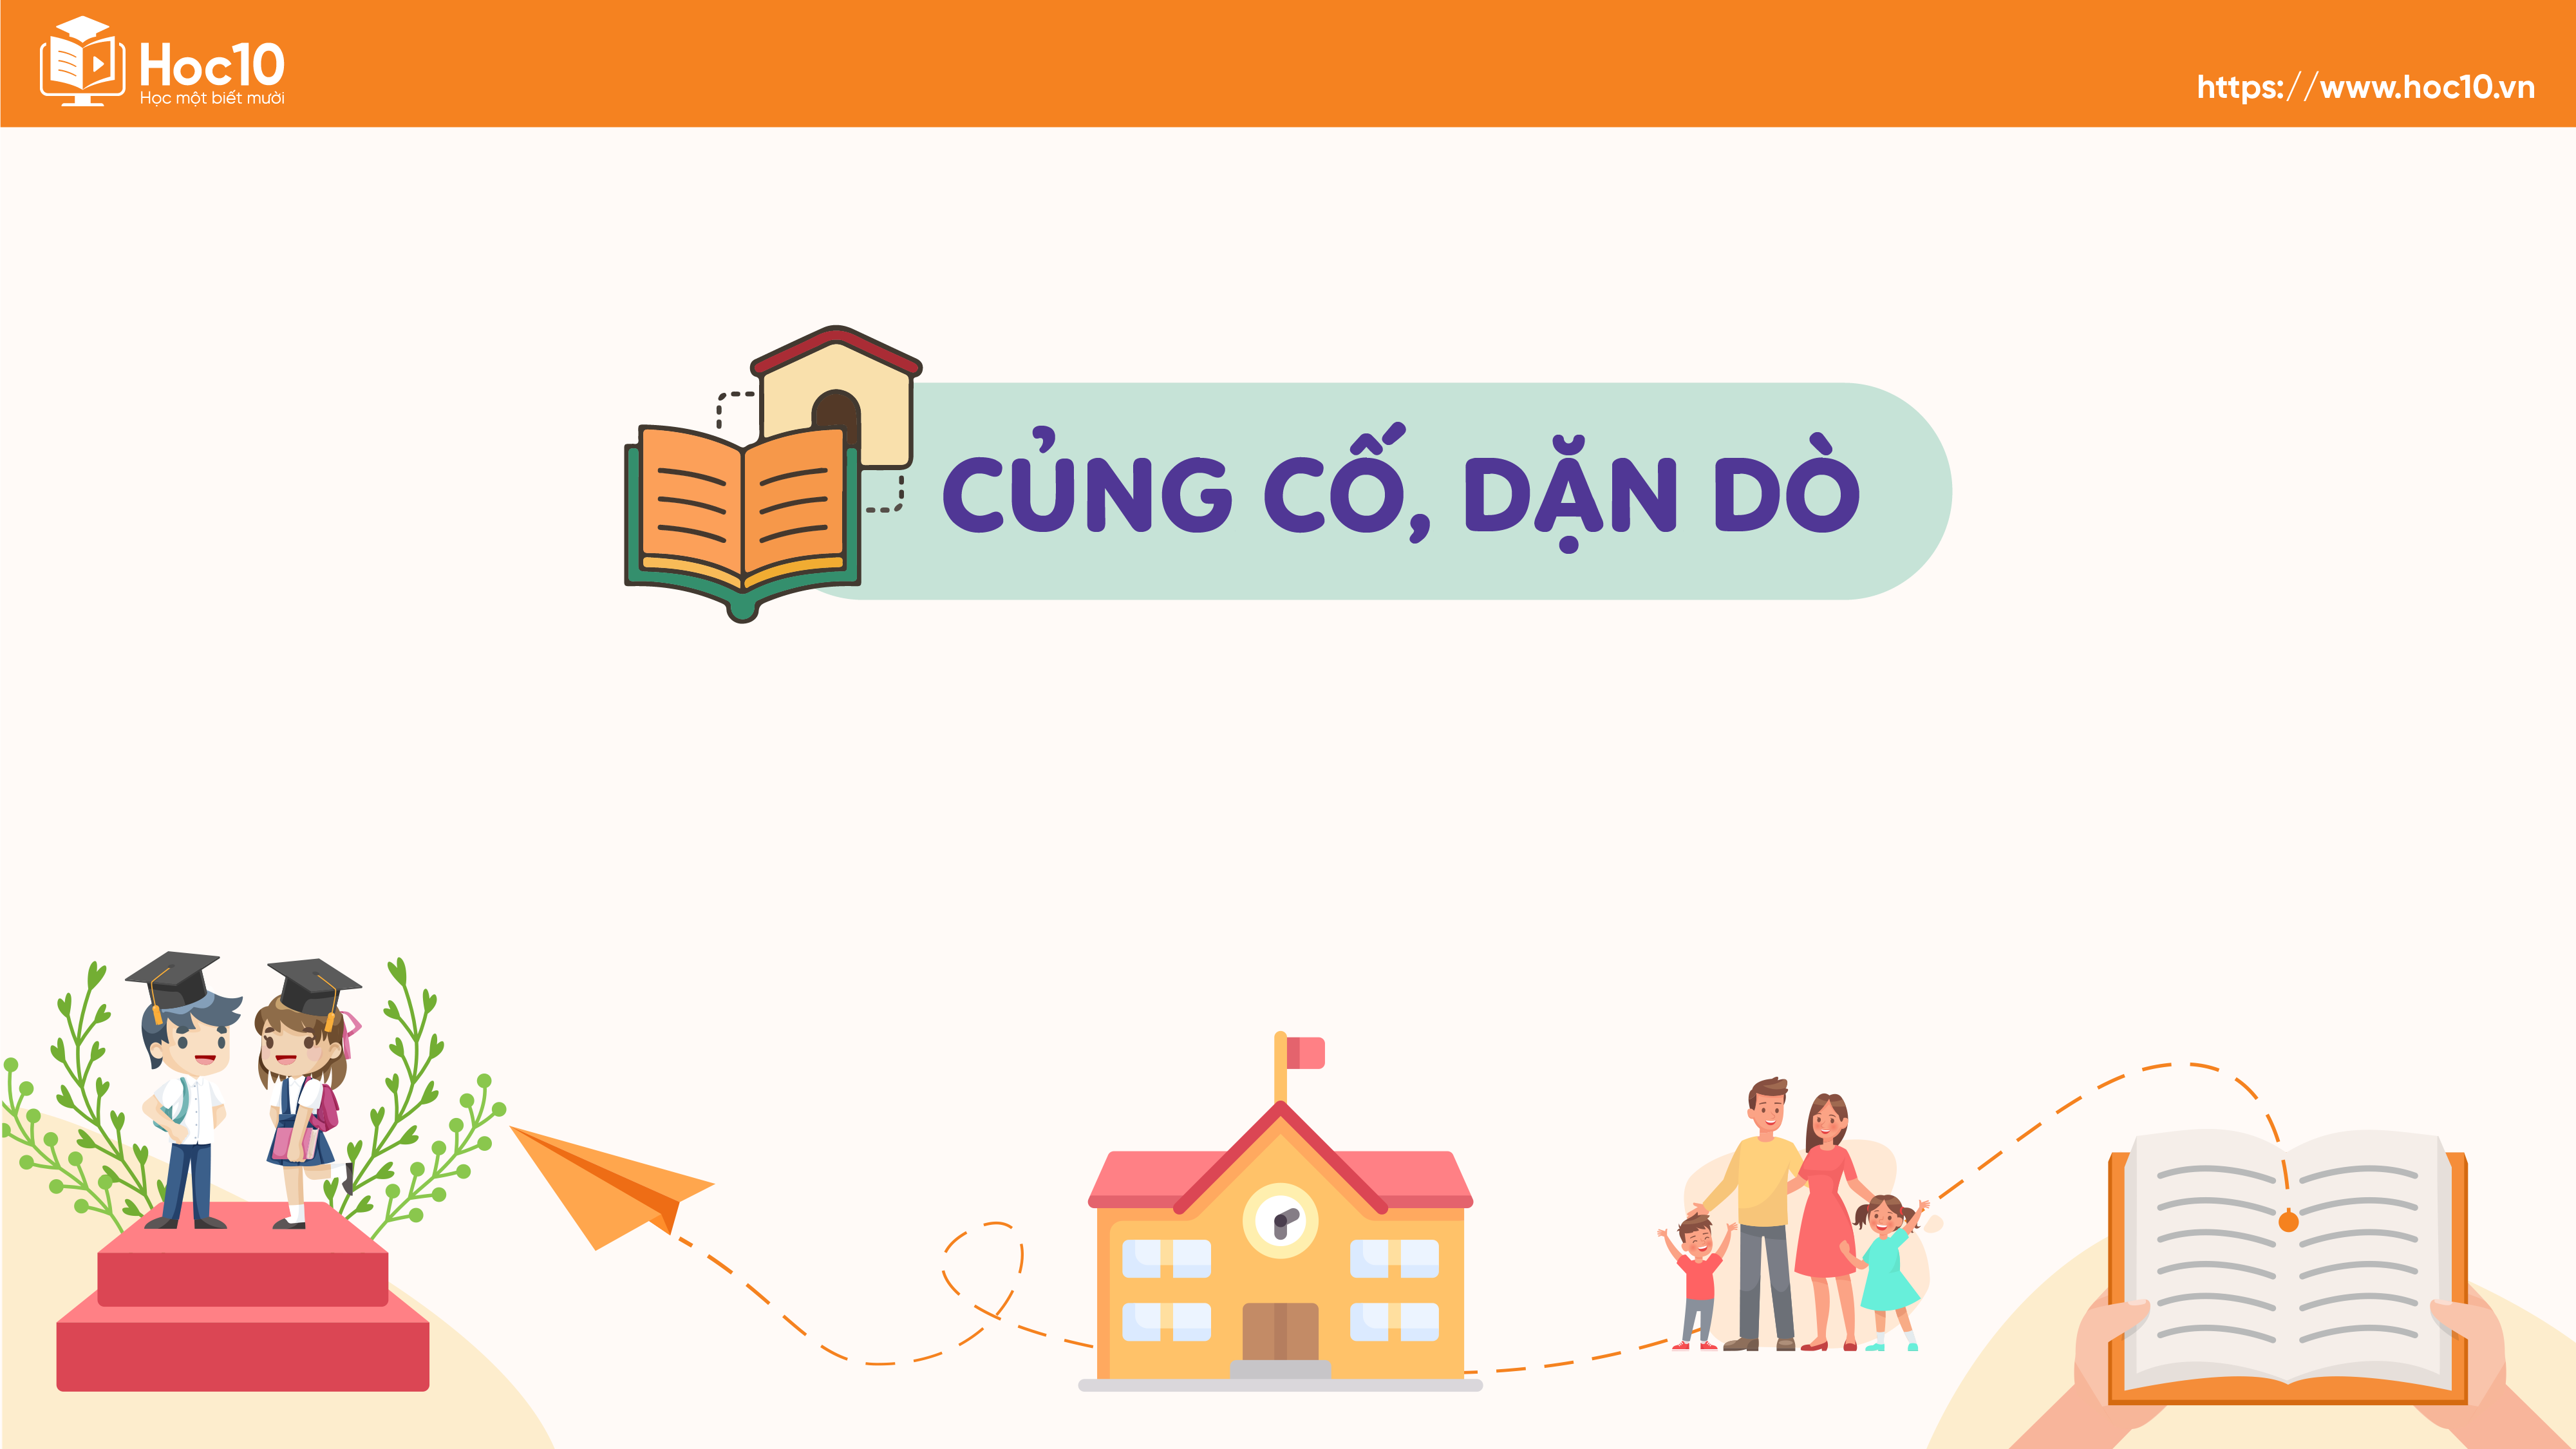 Hoc10
Học một biết mười
https://www.hoc10.vn
CỦNG CỐ, DẶN DÒ